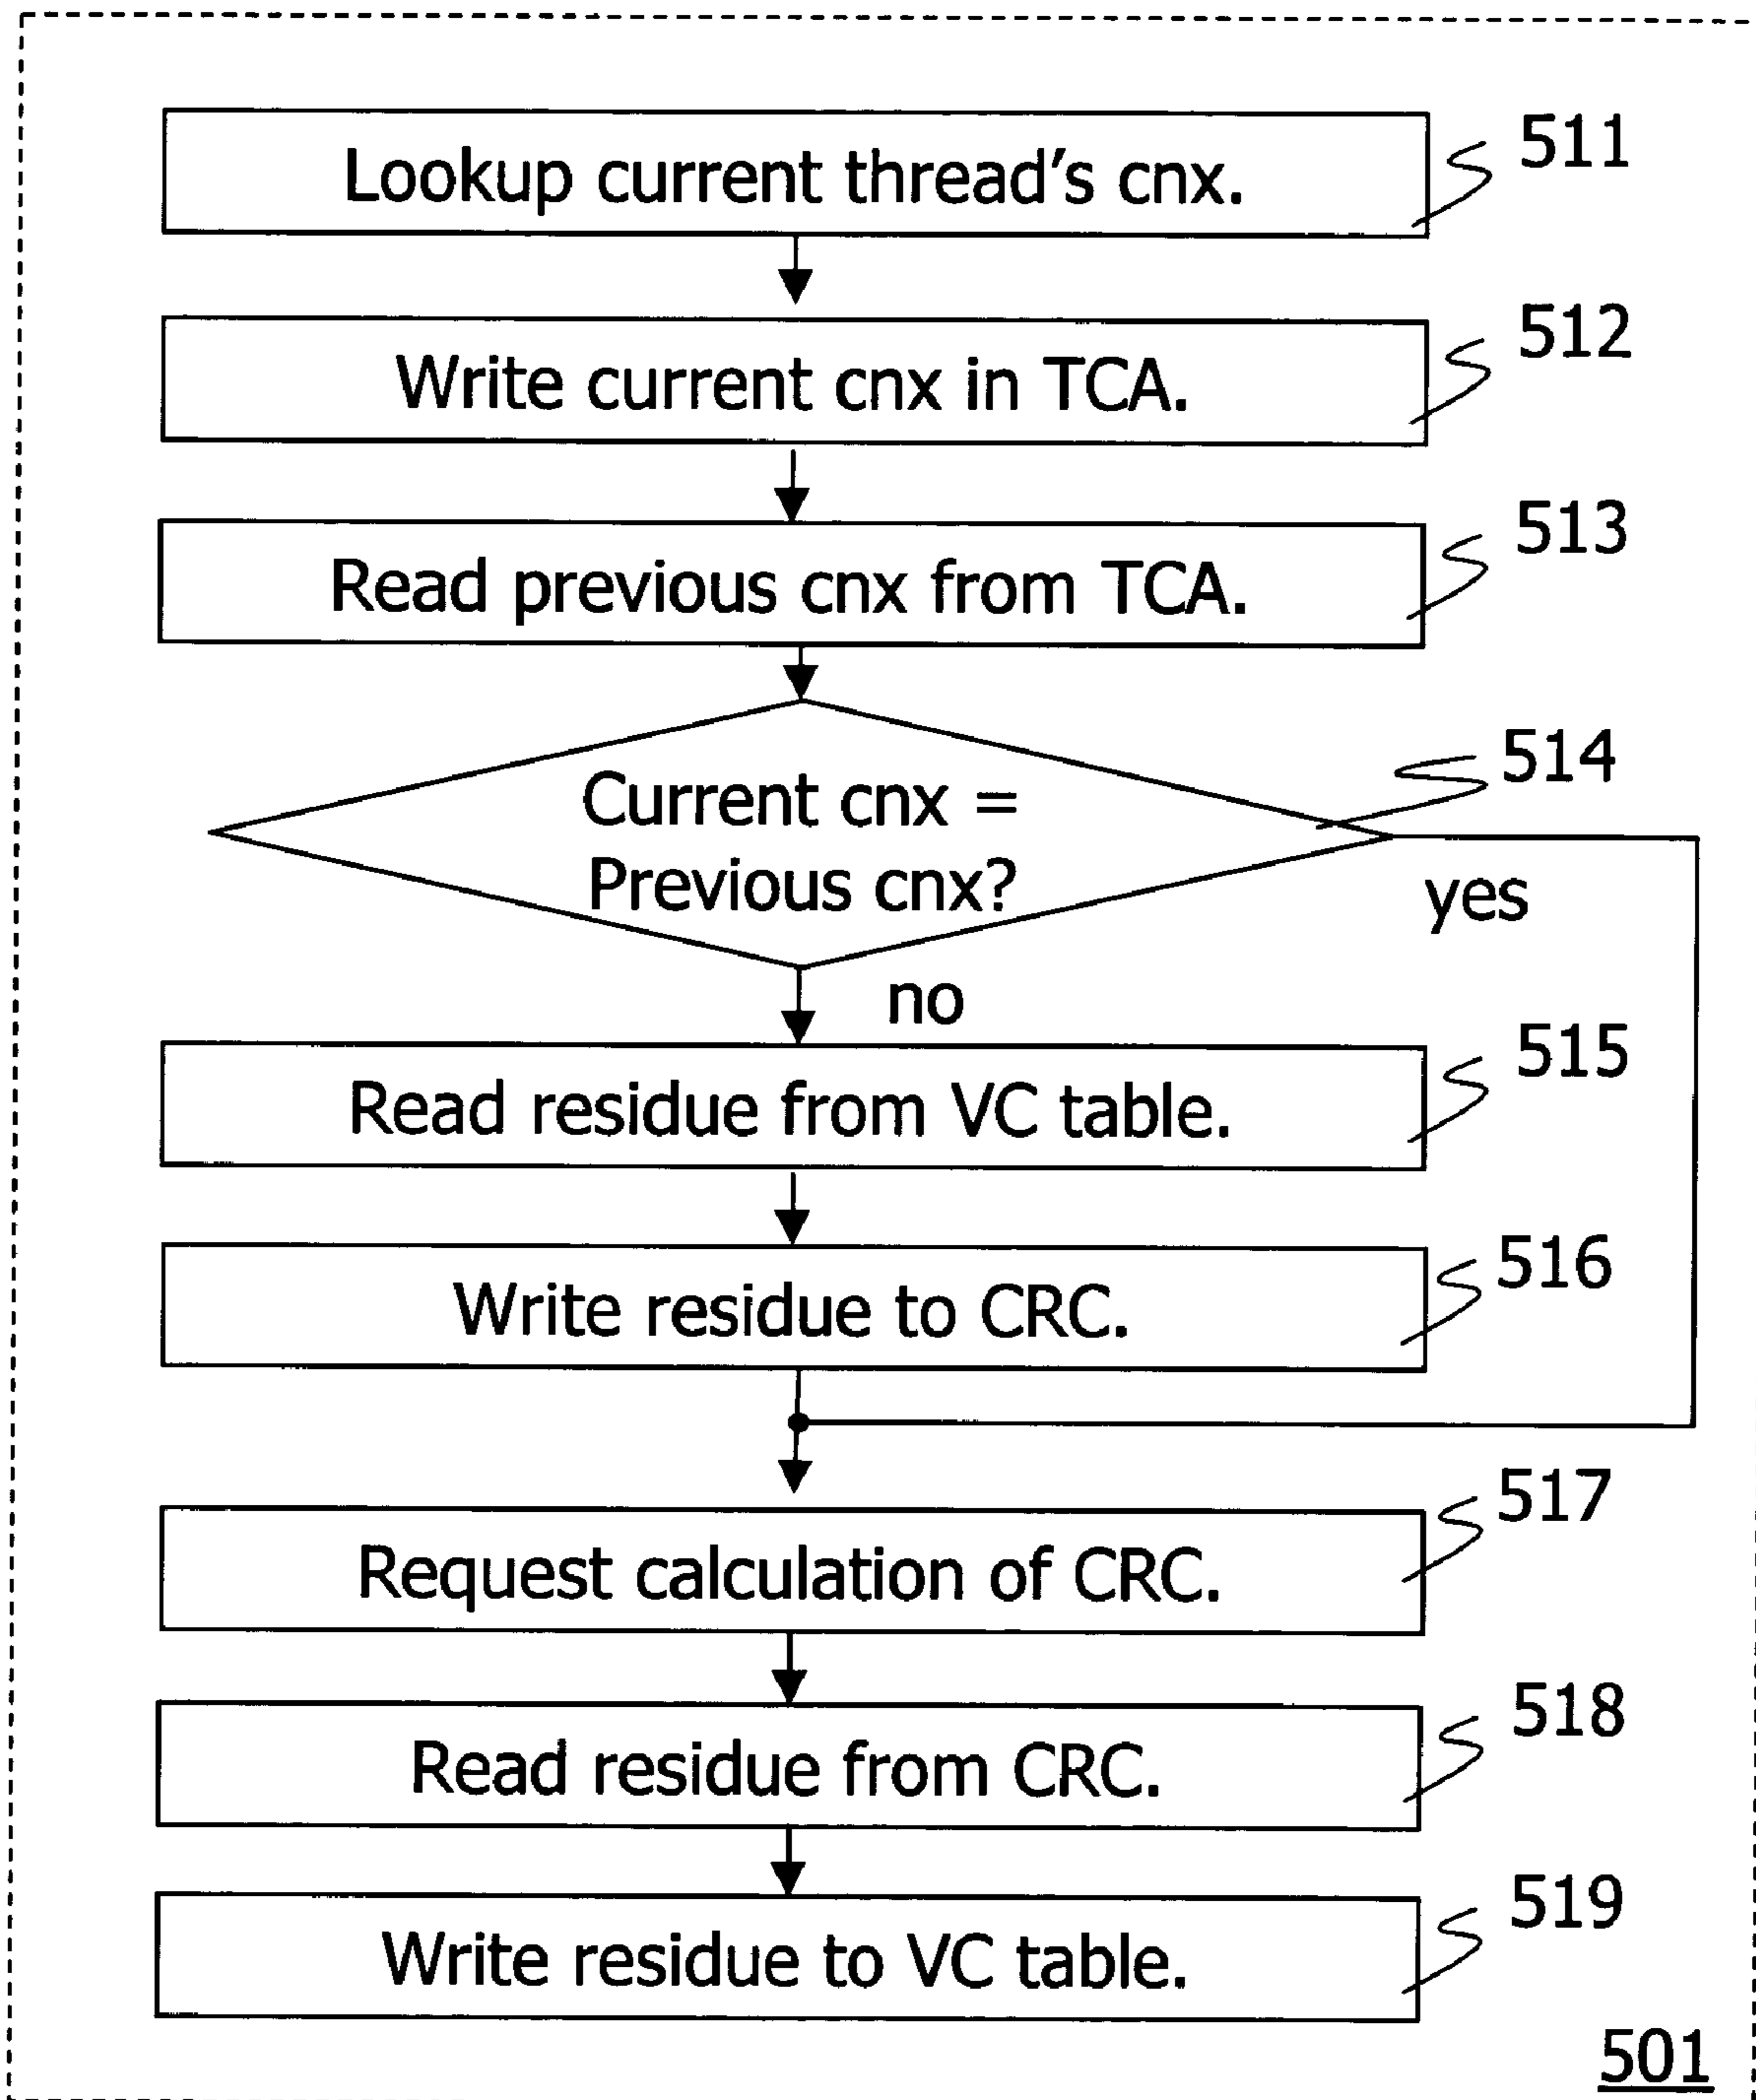 Lookup current thread's cnx.
511
Write current cnx in TCA.
512
Read previous cnx from TCA.
513
Current cnx =
Previous cnx?
514
yes
no
Read residue from VC table.
515
Write residue to CRC.
516
Request calculation of CRC.
517
Read residue from CRC.
518
Write residue to VC table.
519
501